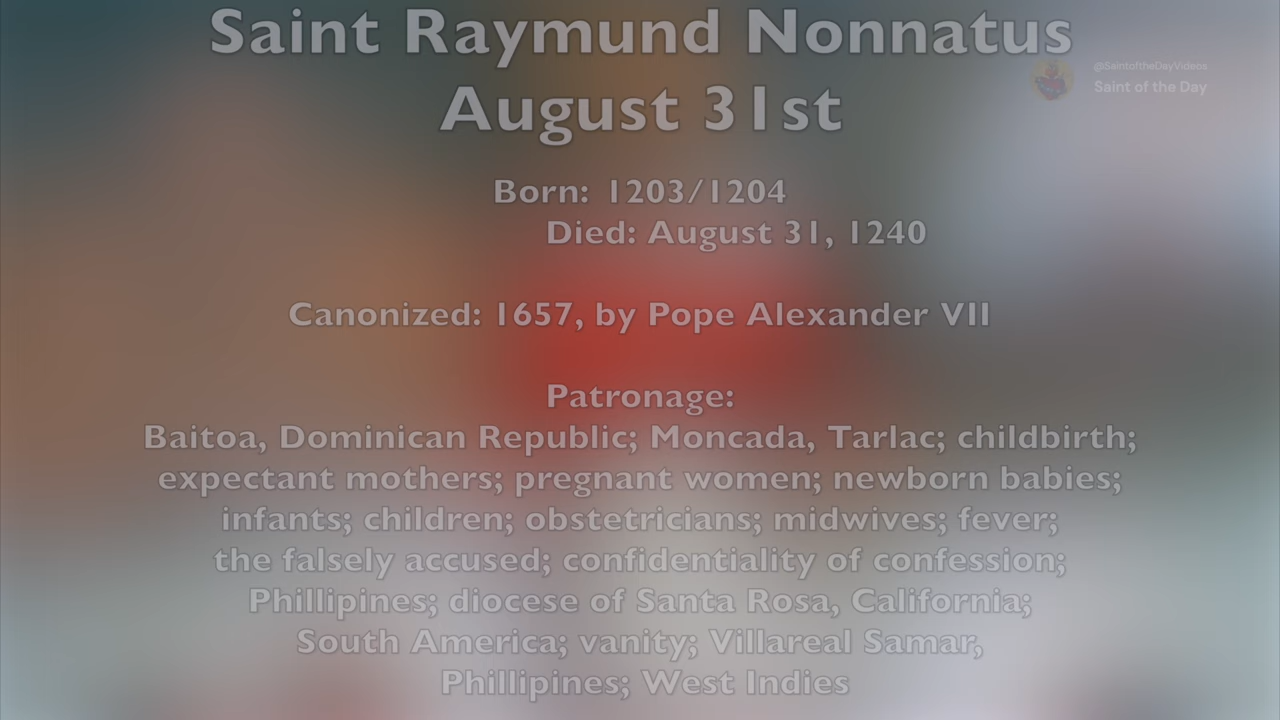 Saint Raymund Nonnatus
August 31st
@SaintoftheDayVideos
Saint of the Day
Born: 1203/1204
Died: August 31, 1240
Canonized: 1657, by Pope Alexander VII
Patronage:
Baitoa, Dominican Republic; Moncada, Tarlac; childbirth;
expectant mothers; pregnant women; newborn babies;
infants; children; obstetricians; midwives; fever;
the falsely accused; confidentiality of confession;
Phillipines; diocese of Santa Rosa, California;
South America; vanity; Villareal Samar,
Phillipines; West Indies